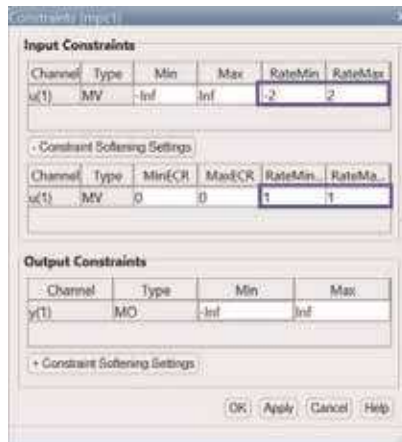 Constraints (mpc1)
Input Constraints
Channel Type Min Max RateMin RateMax
u(1) MV -Inf Inf -2 2
- Constraint Softening Settings
Channel Type MinECR MaxECR RateMin... RateMa...
u(1) MV 0 0 1 1
Output Constraints
Channel Type Min Max
y(1) MO -Inf Inf
+ Constraint Softening Settings
OK Apply Cancel Help